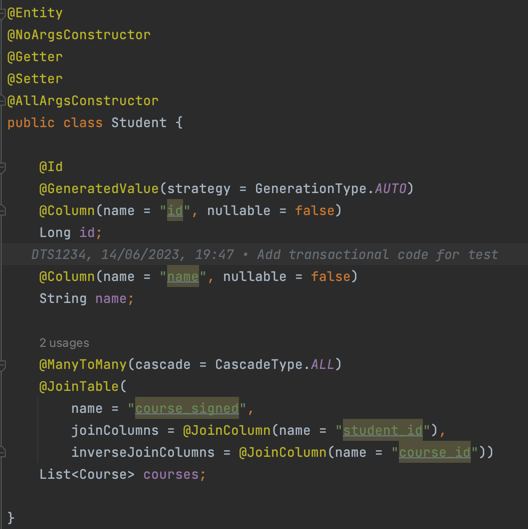 @Entity
@NoArgsConstructor
@Getter
@Setter
@AllArgsConstructor
public class Student {
@Id
@GeneratedValue(strategy = GenerationType.AUTO)
@Column(name = "id", nullable = false)
Long id;
DTS1234, 14/06/2023, 19:47 • Add transactional code for test
@Column(name = "name", nullable = false)
String name;
2 usages
@ManyToMany(cascade = CascadeType.ALL)
@JoinTable(
name = "course_signed",
joinColumns = @JoinColumn(name = "student_id"),
inverseJoinColumns = @JoinColumn(name = "course_id"))
List<Course> courses;
}